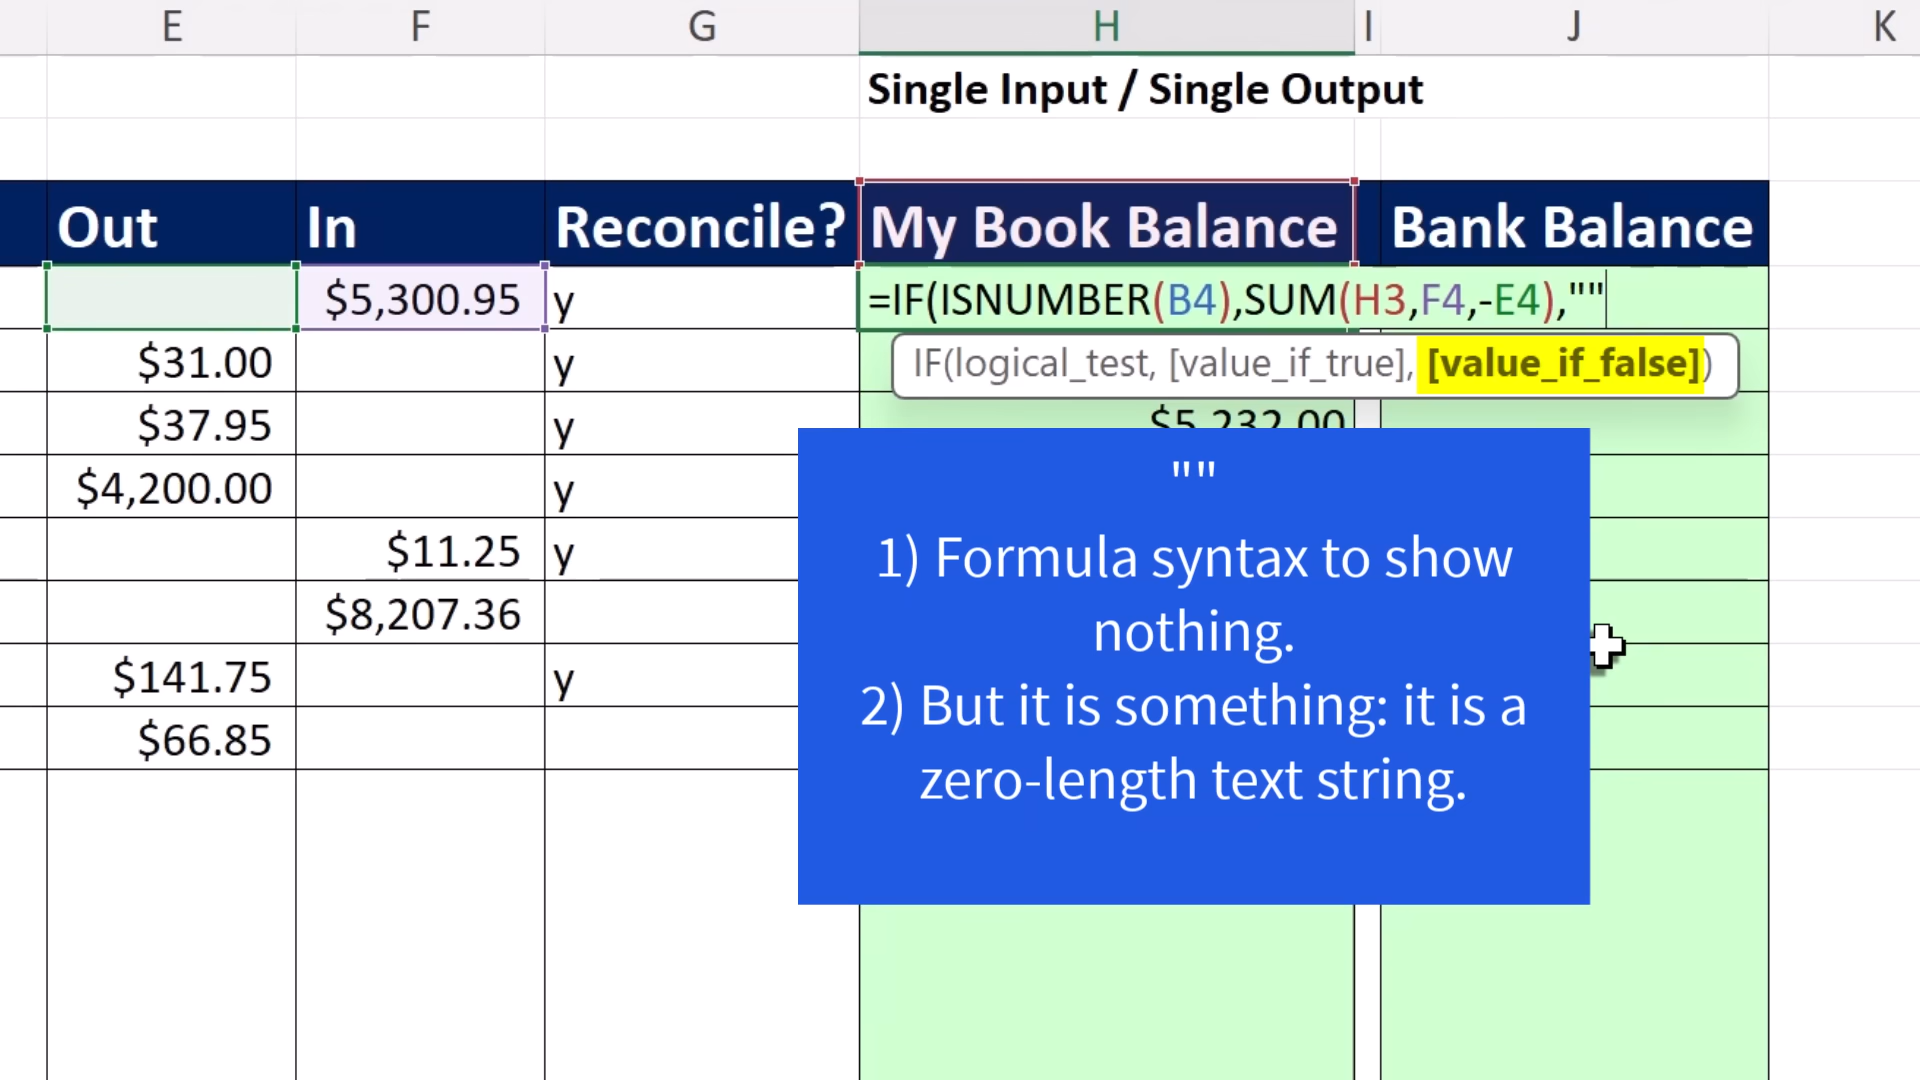 E F G H I J K
Single Input / Single Output
Out In Reconcile? My Book Balance Bank Balance
$5,300.95 y =IF(ISNUMBER(B4),SUM(H3,F4,-E4),""
$31.00 y IF(logical_test, [value_if_true], [value_if_false])
$37.95 y $5,232.00
$4,200.00 y
$11.25 y
$8,207.36
$141.75 y
$66.85
""
1) Formula syntax to show
nothing.
2) But it is something: it is a
zero-length text string.